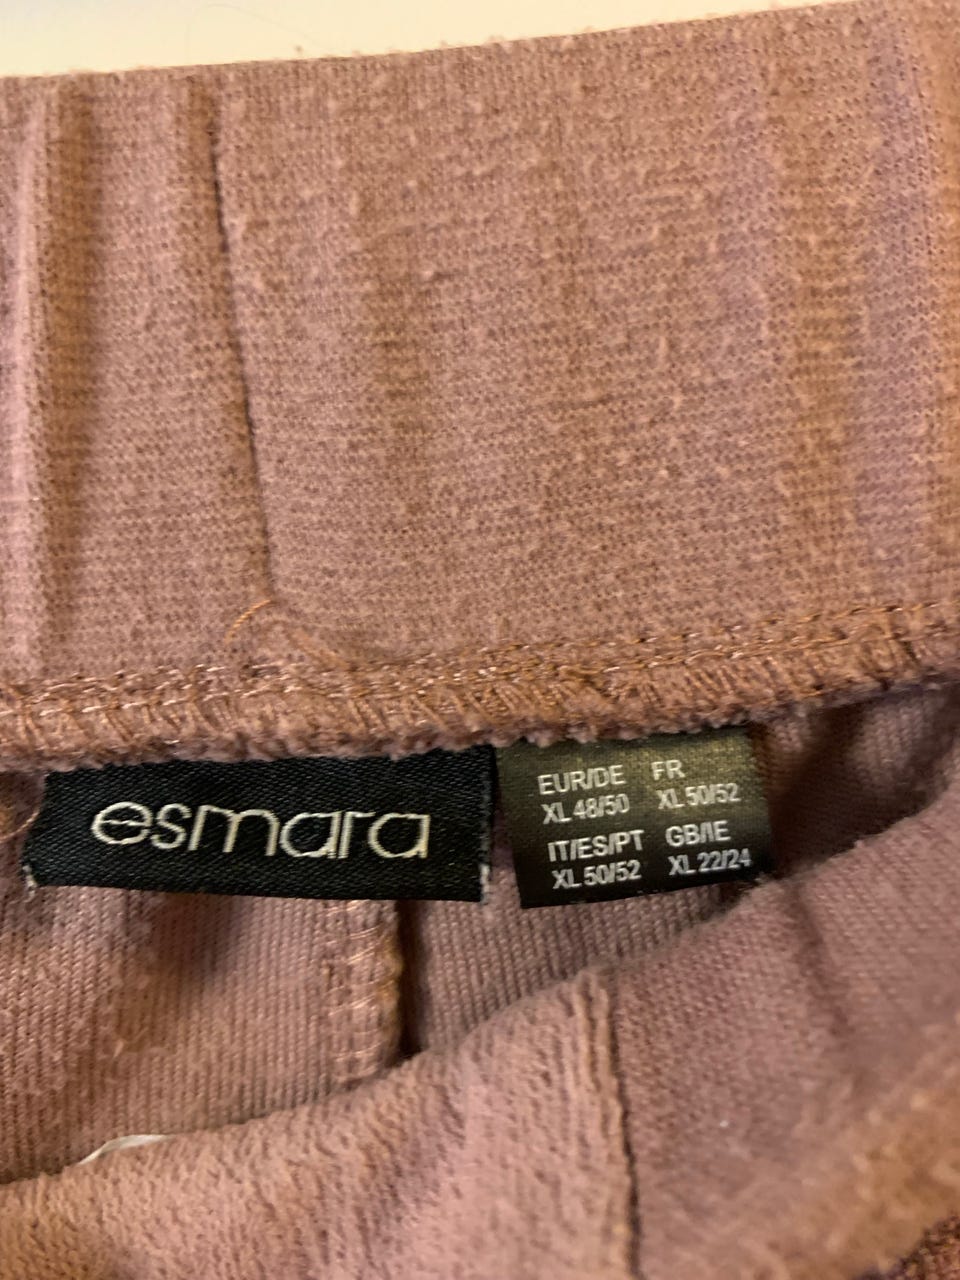 esmara
EUR/DE FR
XL 48/50 XL 50/52
IT/ES/PT GB/IE
XL 50/52 XL 22/24